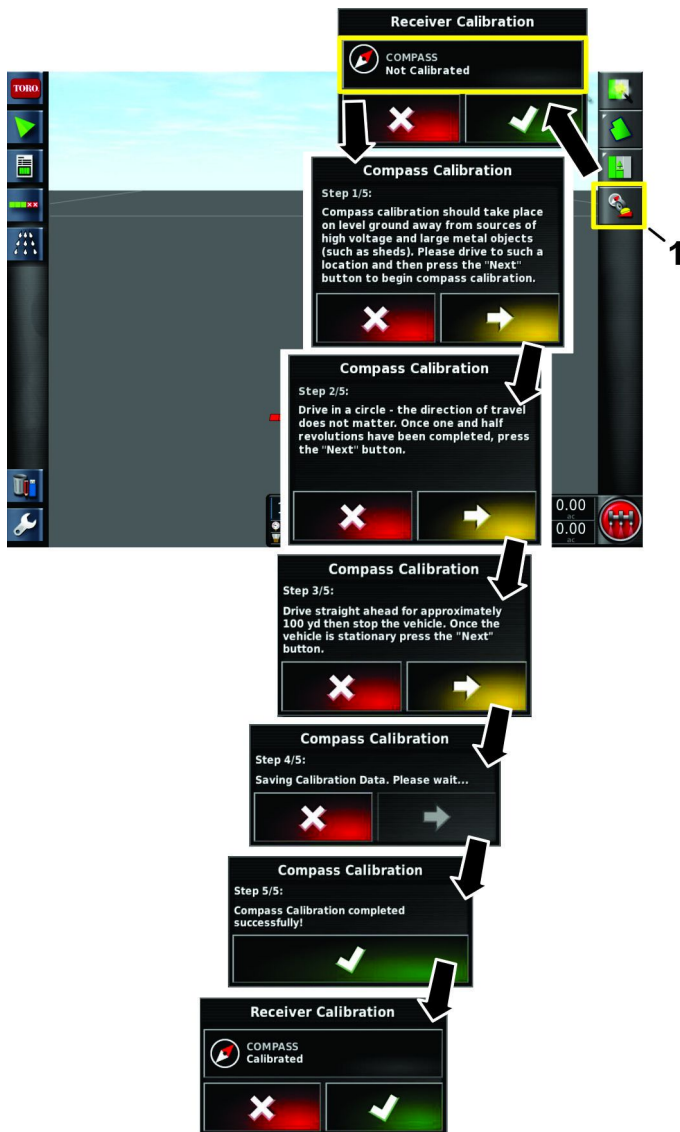 Receiver Calibration
COMPASS
Not Calibrated
TORO
1
Compass Calibration
Step 1/5:
Compass calibration should take place
on level ground away from sources of
high voltage and large metal objects
(such as sheds). Please drive to such a
location and then press the "Next"
button to begin compass calibration.
Compass Calibration
Step 2/5:
Drive in a circle - the direction of travel
does not matter. Once one and half
revolutions have been completed, press
the "Next" button.
0.00
ac
0.00
ac
Compass Calibration
Step 3/5:
Drive straight ahead for approximately
100 yd then stop the vehicle. Once the
vehicle is stationary press the "Next"
button.
Compass Calibration
Step 4/5:
Saving Calibration Data. Please wait...
Compass Calibration
Step 5/5:
Compass Calibration completed
successfully!
Receiver Calibration
COMPASS
Calibrated